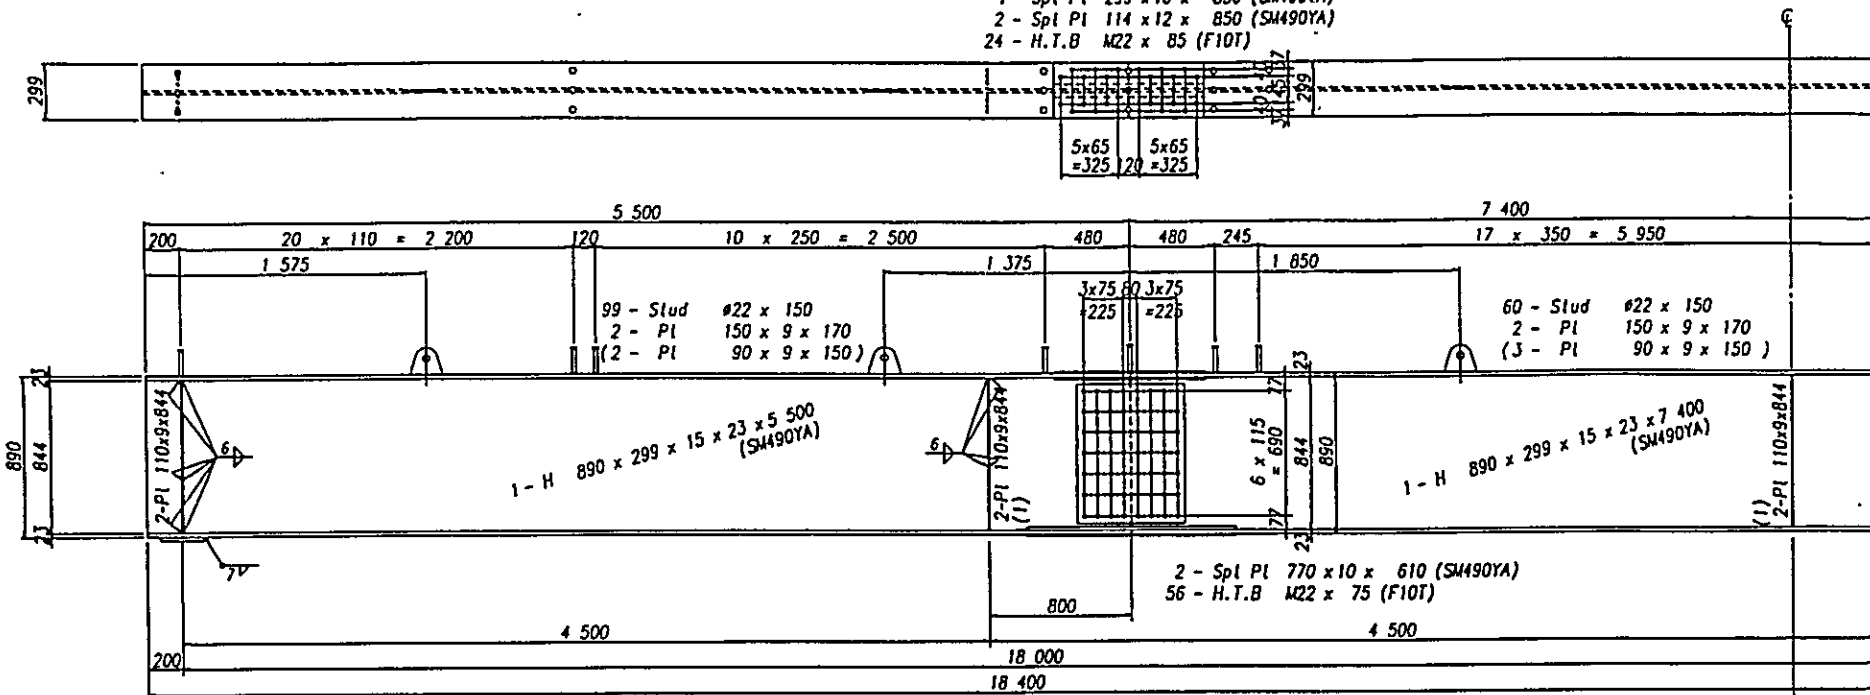 2 - Spl Pl 114 x 12 x 850 (SM490YA)
24 - H.T.B M22 x 85 (F10T)
℄
299
37
299
5x65
=325
120
5x65
=325
5 500
7 400
200
20 x 110 = 2 200
120
10 x 250 = 2 500
480
480
245
17 x 350 = 5 950
1 575
1 375
1 850
3x75
=225
80
3x75
=225
99 - Stud ø22 x 150
2 - Pl 150 x 9 x 170
(2 - Pl 90 x 9 x 150)
60 - Stud ø22 x 150
2 - Pl 150 x 9 x 170
(3 - Pl 90 x 9 x 150 )
23
844
890
23
2-Pl 110x9x844
6
1 - H 890 x 299 x 15 x 23 x 5 500
(SM490YA)
6
2-Pl 110x9x844
(1)
23
77
6 x 115
= 690
77
844
23
890
1 - H 890 x 299 x 15 x 23 x 7 400
(SM490YA)
(1)
2-Pl 110x9x844
7
2 - Spl Pl 770 x 10 x 610 (SM490YA)
56 - H.T.B M22 x 75 (F10T)
800
4 500
4 500
200
18 000
18 400